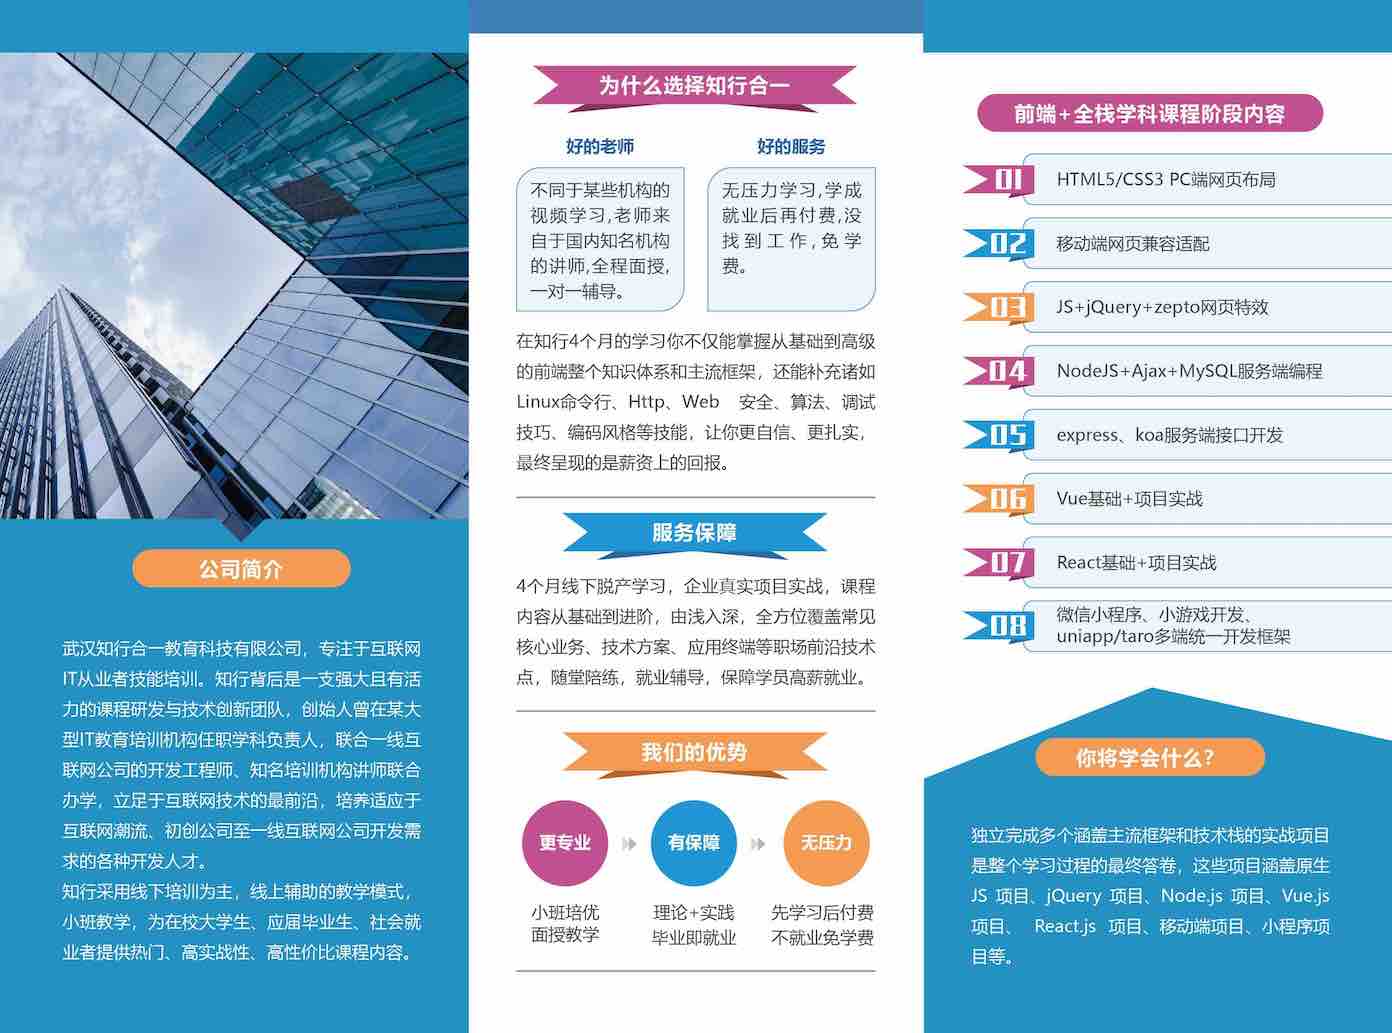 公司简介
武汉知行合一教育科技有限公司，专注于互联网
IT从业者技能培训。知行背后是一支强大且有活
力的课程研发与技术创新团队，创始人曾在某大
型IT教育培训机构任职学科负责人，联合一线互
联网公司的开发工程师、知名培训机构讲师联合
办学，立足于互联网技术的最前沿，培养适应于
互联网潮流、初创公司至一线互联网公司开发需
求的各种开发人才。
知行采用线下培训为主，线上辅助的教学模式，
小班教学，为在校大学生、应届毕业生、社会就
业者提供热门、高实战性、高性价比课程内容。
为什么选择知行合一
好的老师
不同于某些机构的
视频学习,老师来
自于国内知名机构
的讲师,全程面授,
一对一辅导。
好的服务
无压力学习,学成
就业后再付费,没
找到工作,免学
费。
在知行4个月的学习你不仅能掌握从基础到高级
的前端整个知识体系和主流框架，还能补充诸如
Linux命令行、Http、Web 安全、算法、调试
技巧、编码风格等技能，让你更自信、更扎实，
最终呈现的是薪资上的回报。
服务保障
4个月线下脱产学习，企业真实项目实战，课程
内容从基础到进阶，由浅入深，全方位覆盖常见
核心业务、技术方案、应用终端等职场前沿技术
点，随堂陪练，就业辅导，保障学员高薪就业。
我们的优势
更专业
有保障
无压力
小班培优
面授教学
理论+实践
毕业即就业
先学习后付费
不就业免学费
前端+全栈学科课程阶段内容
01 HTML5/CSS3 PC端网页布局
02 移动端网页兼容适配
03 JS+jQuery+zepto网页特效
04 NodeJS+Ajax+MySQL服务端编程
05 express、koa服务端接口开发
06 Vue基础+项目实战
07 React基础+项目实战
08 微信小程序、小游戏开发、
uniapp/taro多端统一开发框架
你将学会什么?
独立完成多个涵盖主流框架和技术栈的实战项目
是整个学习过程的最终答卷，这些项目涵盖原生
JS 项目、jQuery 项目、Node.js 项目、Vue.js
项目、 React.js 项目、移动端项目、小程序项
目等。